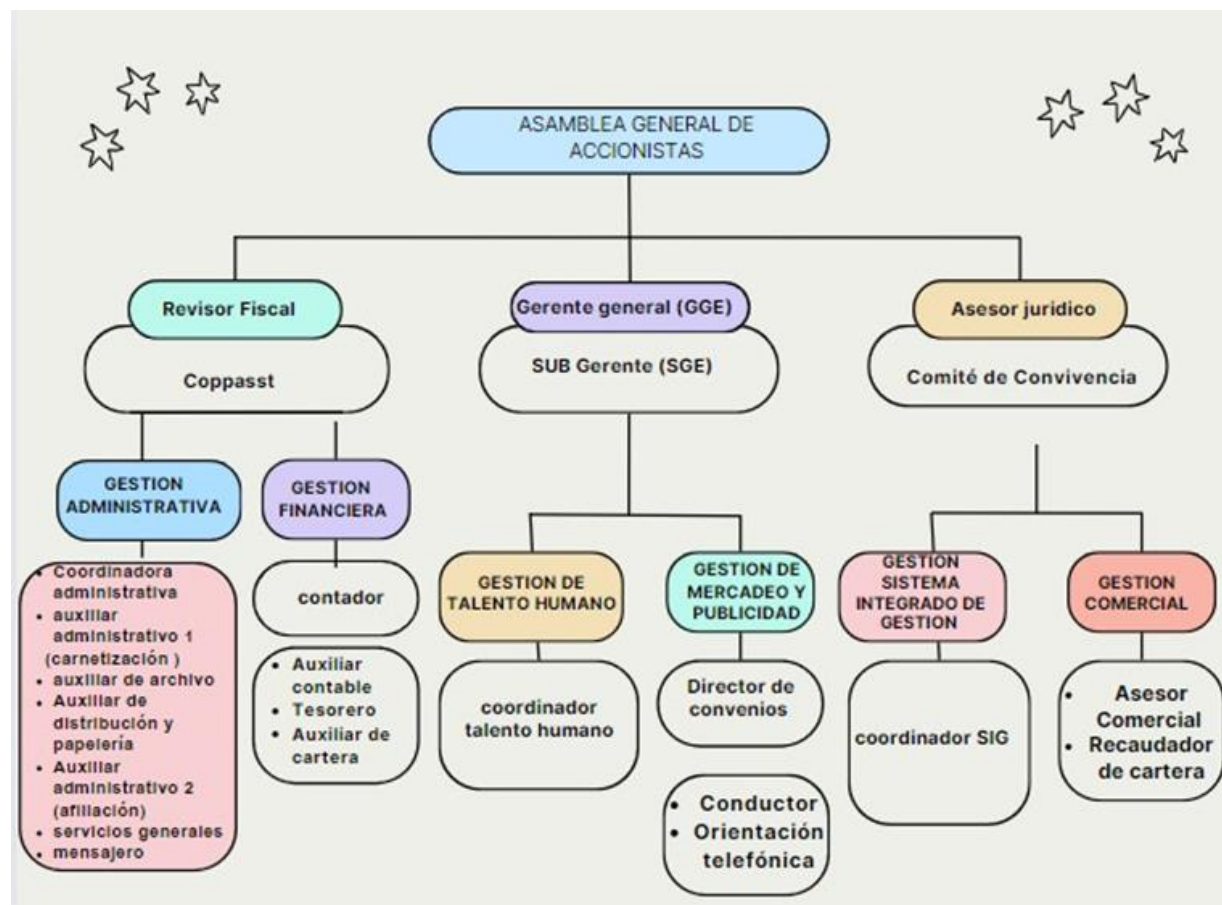 ASAMBLEA GENERAL DE
ACCIONISTAS
Revisor Fiscal
Coppasst
Gerente general (GGE)
SUB Gerente (SGE)
Asesor juridico
Comité de Convivencia
GESTION
ADMINISTRATIVA
• Coordinadora
administrativa
• auxiliar
administrativo 1
(carnetización )
• auxiliar de archivo
• Auxiliar de
distribución y
papelería
• Auxiliar
administrativo 2
(afiliación)
• servicios generales
• mensajero
GESTION
FINANCIERA
contador
• Auxiliar
contable
• Tesorero
• Auxiliar de
cartera
GESTION DE
TALENTO HUMANO
coordinador
talento humano
GESTION DE
MERCADEO Y
PUBLICIDAD
Director de
convenios
• Conductor
• Orientación
telefónica
GESTION
SISTEMA
INTEGRADO DE
GESTION
coordinador SIG
GESTION
COMERCIAL
• Asesor
Comercial
• Recaudador
de cartera